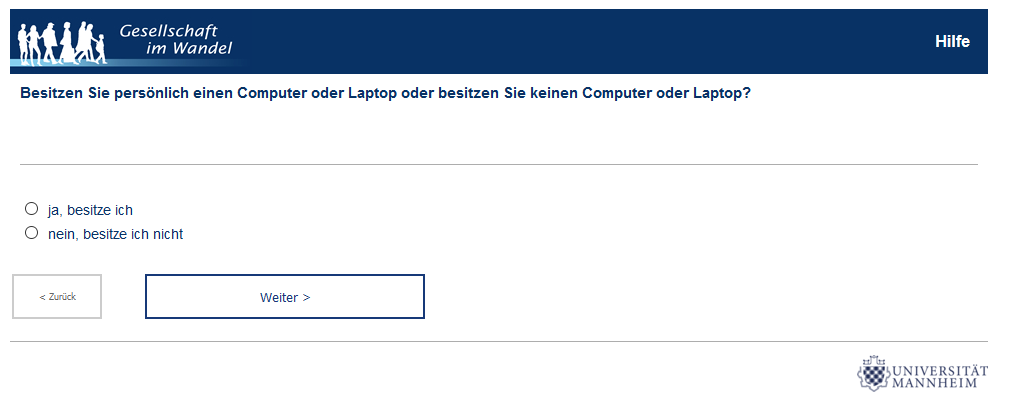 Gesellschaft
im Wandel
Hilfe
Besitzen Sie persönlich einen Computer oder Laptop oder besitzen Sie keinen Computer oder Laptop?
ja, besitze ich
nein, besitze ich nicht
< Zurück
Weiter >
UNIVERSITÄT
MANNHEIM